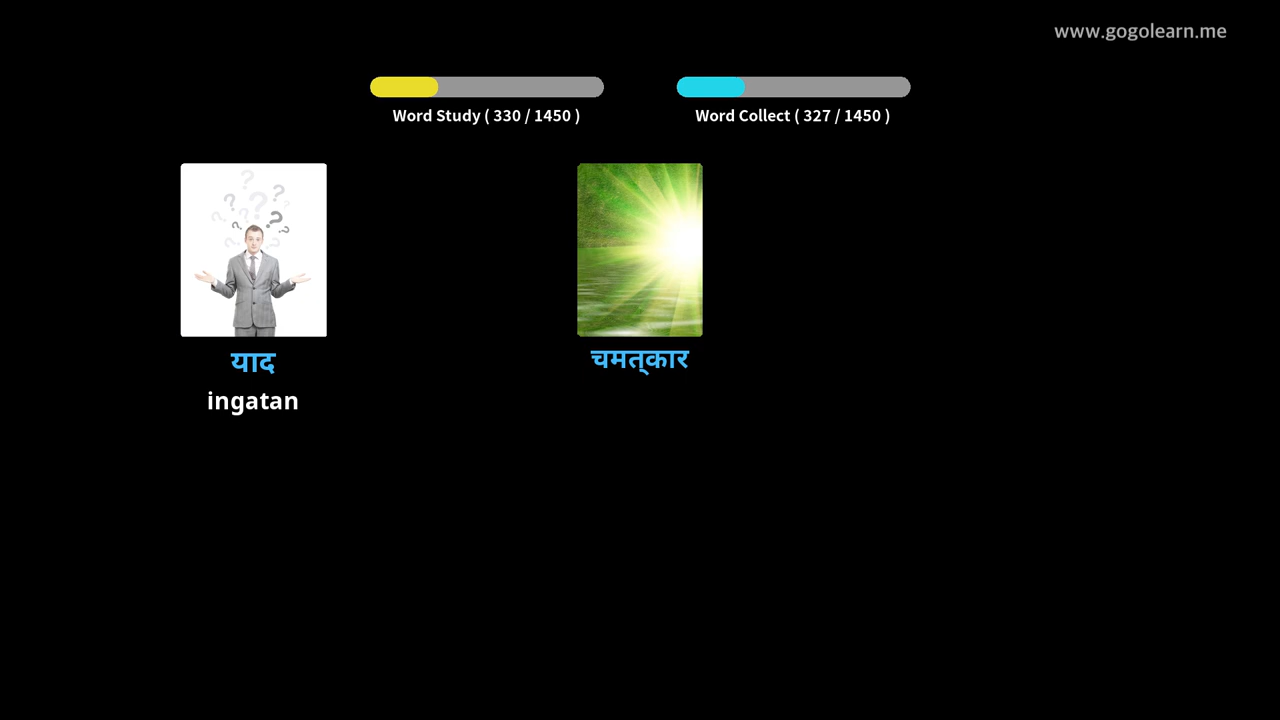 www.gogolearn.me
Word Study ( 330 / 1450 )
Word Collect ( 327 / 1450 )
याद
ingatan
चमत्कार